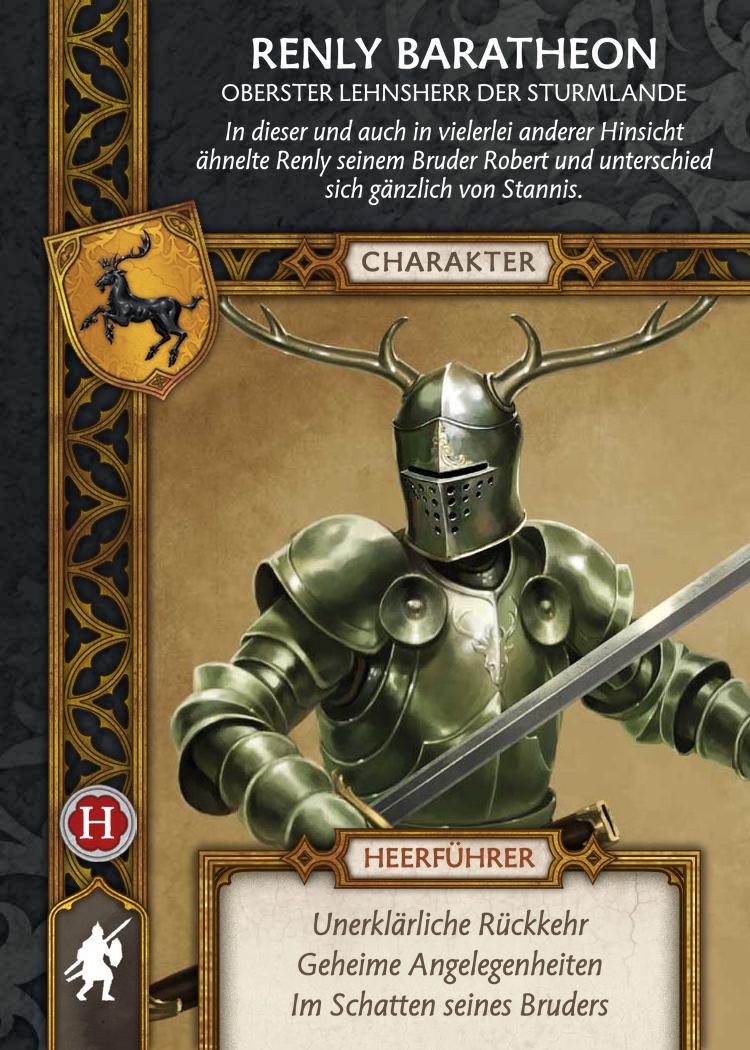 RENLY BARATHEON
OBERSTER LEHNSHERR DER STURMLANDE
In dieser und auch in vielerlei anderer Hinsicht
ähnelte Renly seinem Bruder Robert und unterschied
sich gänzlich von Stannis.
CHARAKTER
H
HEERFÜHRER
Unerklärliche Rückkehr
Geheime Angelegenheiten
Im Schatten seines Bruders